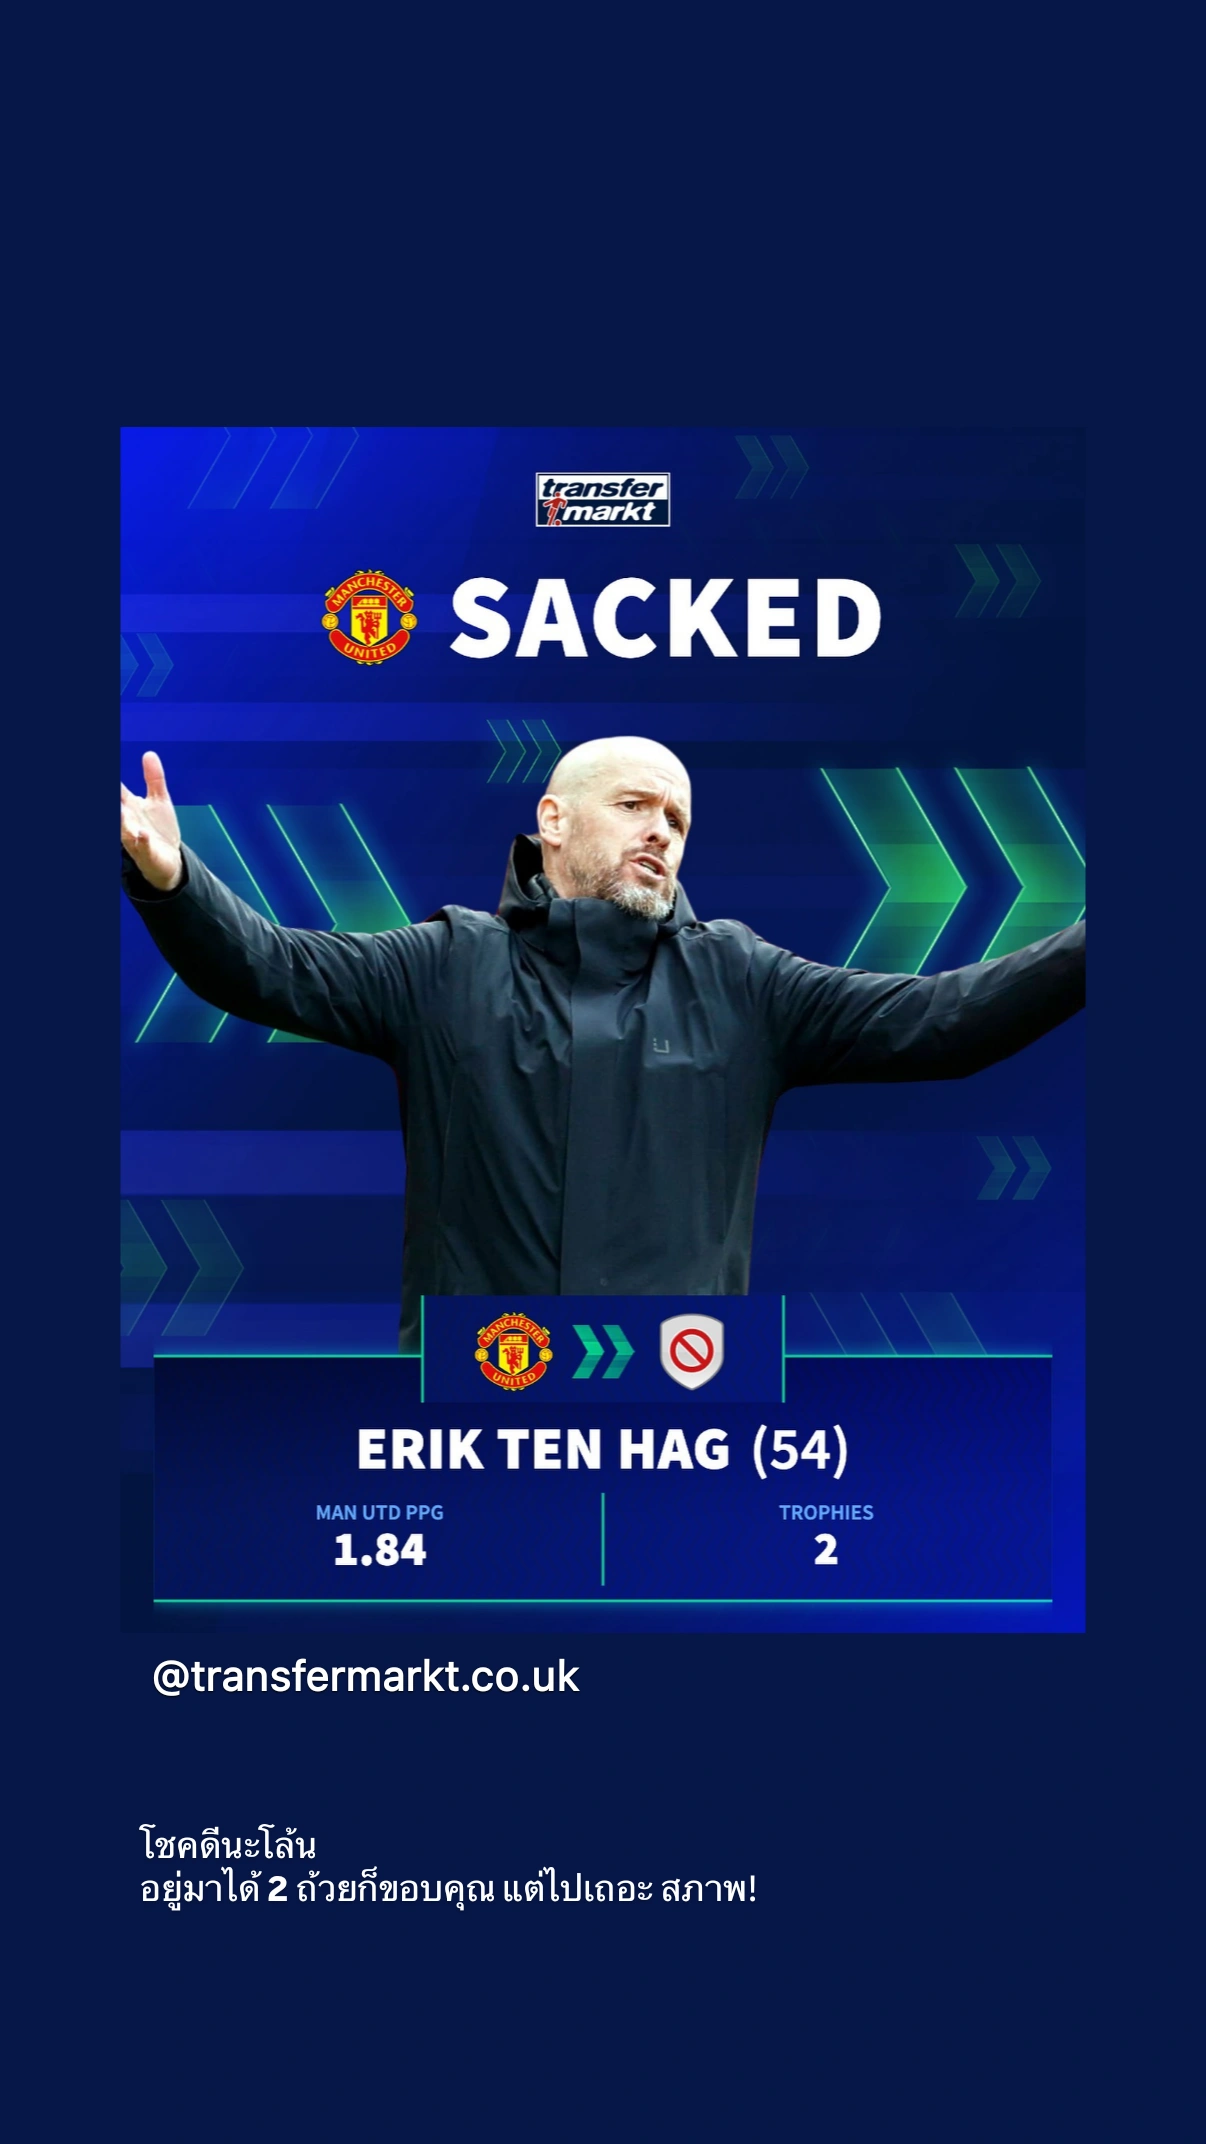 transfer
markt
MANCHESTER
UNITED
SACKED
MANCHESTER
UNITED
ERIK TEN HAG (54)
MAN UTD PPG
TROPHIES
1.84
2
@transfermarkt.co.uk
โชคดีนะโล้น
อยู่มาได้ 2 ถ้วยก็ขอบคุณ แต่ไปเถอะ สภาพ!